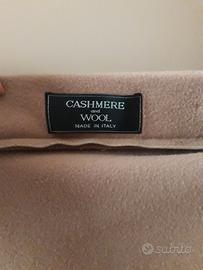 CASHMERE
and
WOOL
MADE IN ITALY
subito